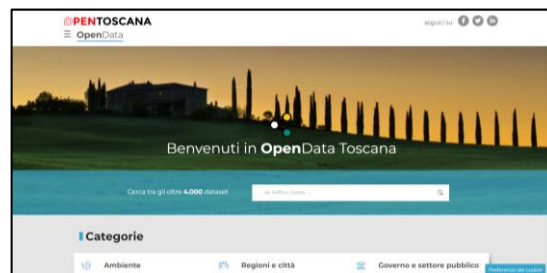 OPENTOSCANA
seguici su
☰ OpenData
Benvenuti in OpenData Toscana
Cerca tra gli oltre 4.000 dataset
Categorie
Ambiente
Regioni e città
Governo e settore pubblico
Preferenze dei cookie